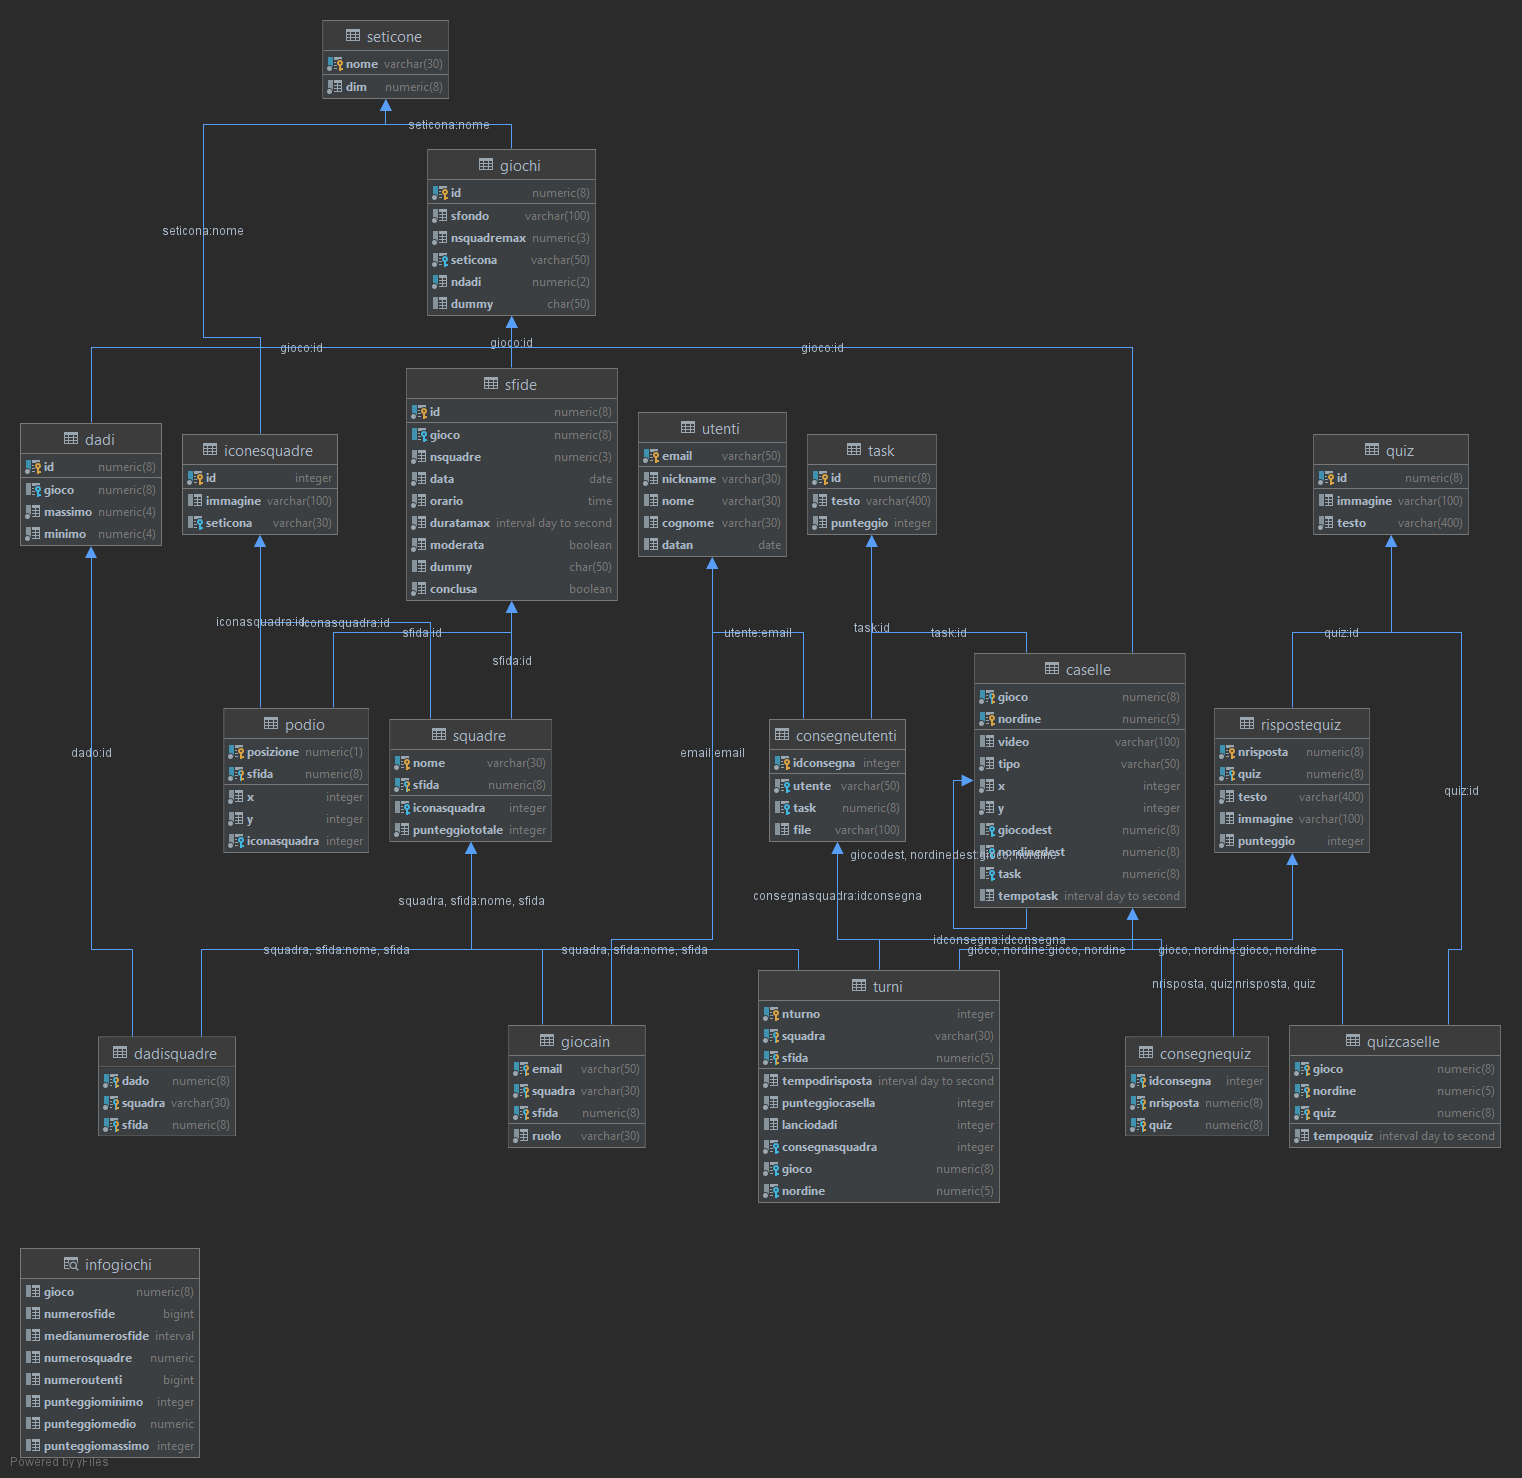 seticone
nome varchar(30)
dim numeric(8)
seticona:nome
giochi
id numeric(8)
sfondo varchar(100)
nsquadremax numeric(3)
seticona varchar(50)
ndadi numeric(2)
dummy char(50)
seticona:nome
gioco:id
gioco:id
gioco:id
sfide
id numeric(8)
gioco numeric(8)
nsquadre numeric(3)
data date
orario time
duratamax interval day to second
moderata boolean
dummy char(50)
conclusa boolean
dadi
id numeric(8)
gioco numeric(8)
massimo numeric(4)
minimo numeric(4)
iconesquadre
id integer
immagine varchar(100)
seticona varchar(30)
utenti
email varchar(50)
nickname varchar(30)
nome varchar(30)
cognome varchar(30)
datan date
task
id numeric(8)
testo varchar(400)
punteggio integer
quiz
id numeric(8)
immagine varchar(100)
testo varchar(400)
iconasquadra:id
iconasquadra:id
sfida:id
sfida:id
utente:email
task:id
task:id
quiz:id
podio
posizione numeric(1)
sfida numeric(8)
x integer
y integer
iconasquadra integer
squadre
nome varchar(30)
sfida numeric(8)
iconasquadra integer
punteggiototale integer
consegneutenti
idconsegna integer
utente varchar(50)
task numeric(8)
file varchar(100)
caselle
gioco numeric(8)
nordine numeric(5)
video varchar(100)
tipo varchar(50)
x integer
y integer
giocodest numeric(8)
nordinedest numeric(8)
task numeric(8)
tempotask interval day to second
rispostequiz
nrisposta numeric(8)
quiz numeric(8)
testo varchar(400)
immagine varchar(100)
punteggio integer
dado:id
email:email
quiz:id
giocodest, nordinedest:gioco, nordine
consegnasquadra:idconsegna
squadra, sfida:nome, sfida
squadra, sfida:nome, sfida
squadra, sfida:nome, sfida
idconsegna:idconsegna
gioco, nordine:gioco, nordine
gioco, nordine:gioco, nordine
nrisposta, quiz:nrisposta, quiz
dadisquadre
dado numeric(8)
squadra varchar(30)
sfida numeric(8)
giocain
email varchar(50)
squadra varchar(30)
sfida numeric(8)
ruolo varchar(30)
turni
nturno integer
squadra varchar(30)
sfida numeric(5)
tempodirisposta interval day to second
punteggiocasella integer
lanciodadi integer
consegnasquadra integer
gioco numeric(8)
nordine numeric(5)
consegnequiz
idconsegna integer
nrisposta numeric(8)
quiz numeric(8)
quizcaselle
gioco numeric(8)
nordine numeric(5)
quiz numeric(8)
tempoquiz interval day to second
infogiochi
gioco numeric(8)
numerosfide bigint
medianumerosfide interval
numerosquadre numeric
numeroutenti bigint
punteggiominimo integer
punteggiomedio numeric
punteggiomassimo integer
Powered by yFiles